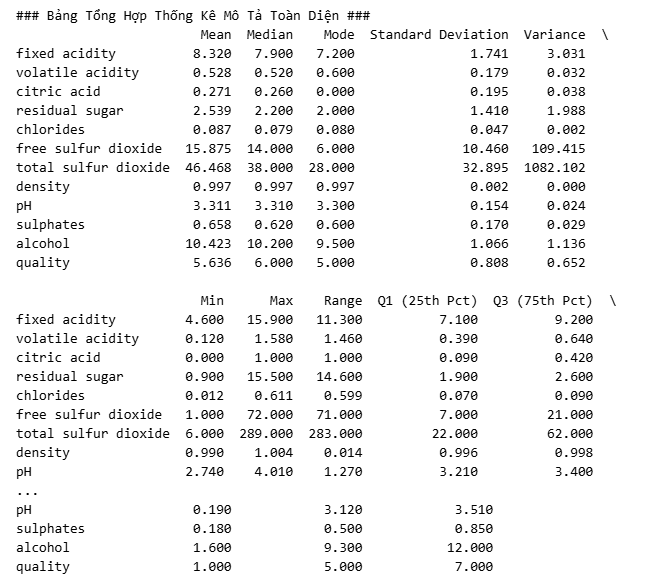 ### Bảng Tổng Hợp Thống Kê Mô Tả Toàn Diện ###
Mean Median Mode Standard Deviation Variance \
fixed acidity 8.320 7.900 7.200 1.741 3.031
volatile acidity 0.528 0.520 0.600 0.179 0.032
citric acid 0.271 0.260 0.000 0.195 0.038
residual sugar 2.539 2.200 2.000 1.410 1.988
chlorides 0.087 0.079 0.080 0.047 0.002
free sulfur dioxide 15.875 14.000 6.000 10.460 109.415
total sulfur dioxide 46.468 38.000 28.000 32.895 1082.102
density 0.997 0.997 0.997 0.002 0.000
pH 3.311 3.310 3.300 0.154 0.024
sulphates 0.658 0.620 0.600 0.170 0.029
alcohol 10.423 10.200 9.500 1.066 1.136
quality 5.636 6.000 5.000 0.808 0.652
Min Max Range Q1 (25th Pct) Q3 (75th Pct) \
fixed acidity 4.600 15.900 11.300 7.100 9.200
volatile acidity 0.120 1.580 1.460 0.390 0.640
citric acid 0.000 1.000 1.000 0.090 0.420
residual sugar 0.900 15.500 14.600 1.900 2.600
chlorides 0.012 0.611 0.599 0.070 0.090
free sulfur dioxide 1.000 72.000 71.000 7.000 21.000
total sulfur dioxide 6.000 289.000 283.000 22.000 62.000
density 0.990 1.004 0.014 0.996 0.998
pH 2.740 4.010 1.270 3.210 3.400
...
pH 0.190 3.120 3.510
sulphates 0.180 0.500 0.850
alcohol 1.600 9.300 12.000
quality 1.000 5.000 7.000